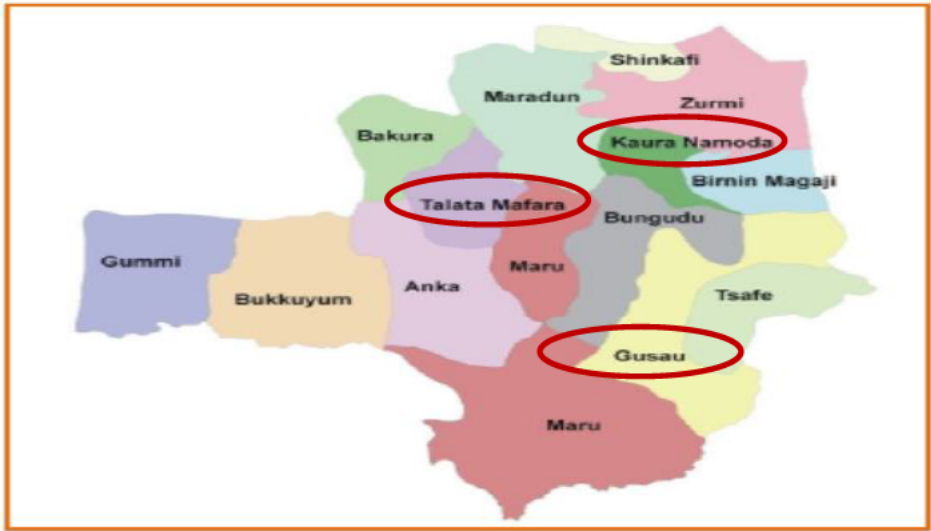 Shinkafi
Maradun
Zurmi
Bakura
Kaura Namoda
Birnin Magaji
Talata Mafara
Bungudu
Gummi
Maru
Anka
Bukkuyum
Tsafe
Gusau
Maru